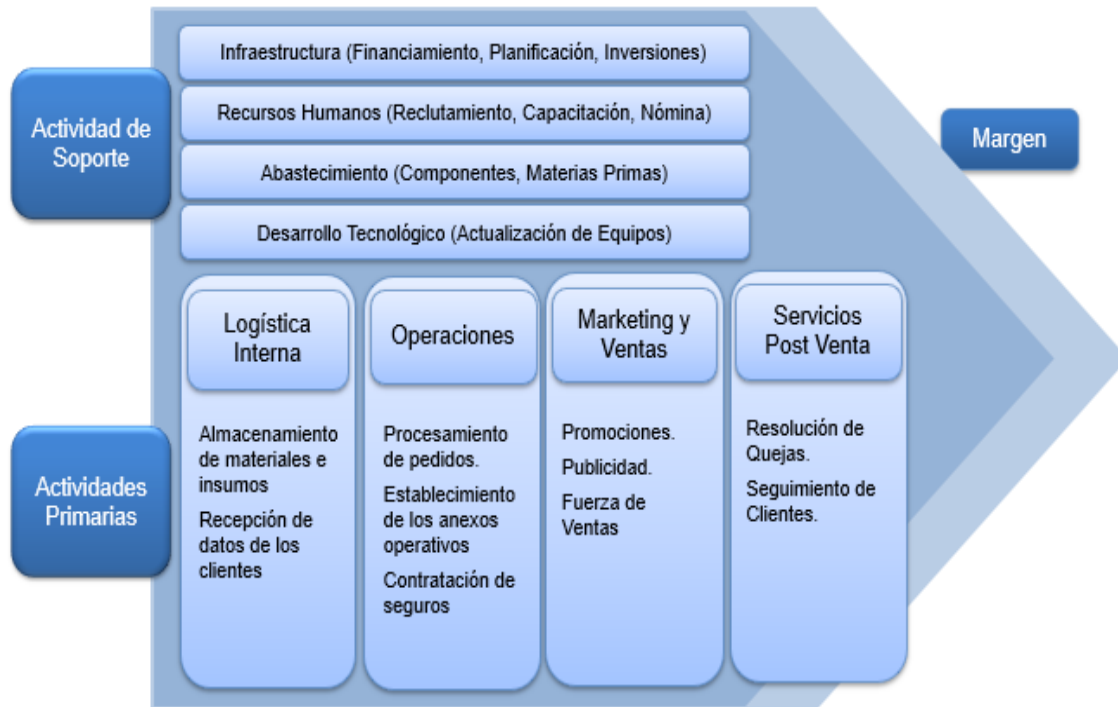 Infraestructura (Financiamiento, Planificación, Inversiones)
Actividad de
Soporte
Recursos Humanos (Reclutamiento, Capacitación, Nómina)
Margen
Abastecimiento (Componentes, Materias Primas)
Desarrollo Tecnológico (Actualización de Equipos)
Actividades
Primarias
Logística
Interna
Almacenamiento
de materiales e
insumos
Recepción de
datos de los
clientes
Operaciones
Procesamiento
de pedidos.
Establecimiento
de los anexos
operativos
Contratación de
seguros
Marketing y
Ventas
Promociones.
Publicidad.
Fuerza de
Ventas
Servicios
Post Venta
Resolución de
Quejas.
Seguimiento de
Clientes.